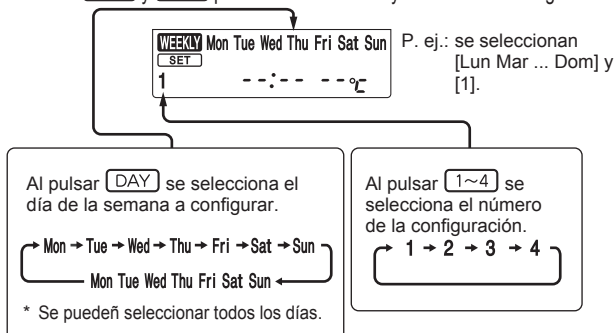 WEEKLY Mon Tue Wed Thu Fri Sat Sun
SET
1 --:-- --°C
P. ej.: se seleccionan
[Lun Mar ... Dom] y
[1].
Al pulsar DAY se selecciona el
día de la semana a configurar.
Mon → Tue → Wed → Thu → Fri → Sat → Sun
Mon Tue Wed Thu Fri Sat Sun
* Se puedeñ seleccionar todos los días.
Al pulsar 1~4 se
selecciona el número
de la configuración.
1 → 2 → 3 → 4